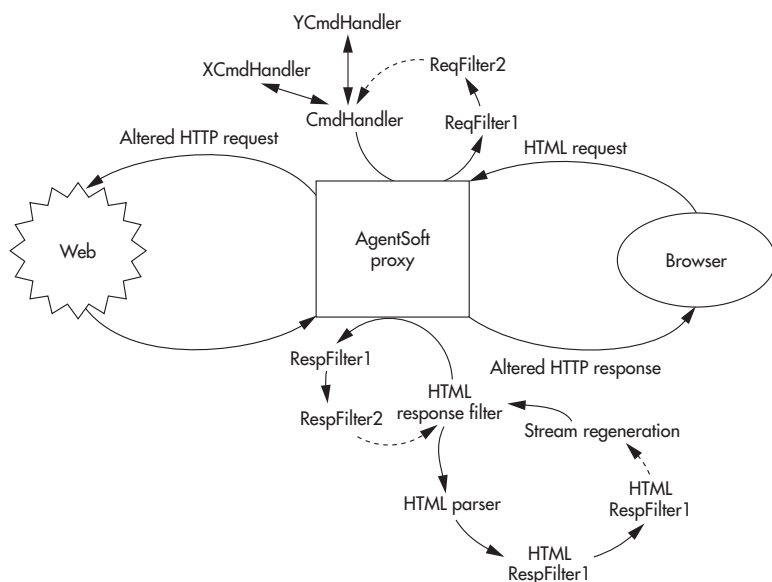 YCmdHandler
XCmdHandler
ReqFilter2
CmdHandler
ReqFilter1
Altered HTTP request
HTML request
Web
AgentSoft
proxy
Browser
RespFilter1
Altered HTTP response
RespFilter2
HTML
response filter
Stream regeneration
HTML parser
HTML
RespFilter1
HTML
RespFilter1